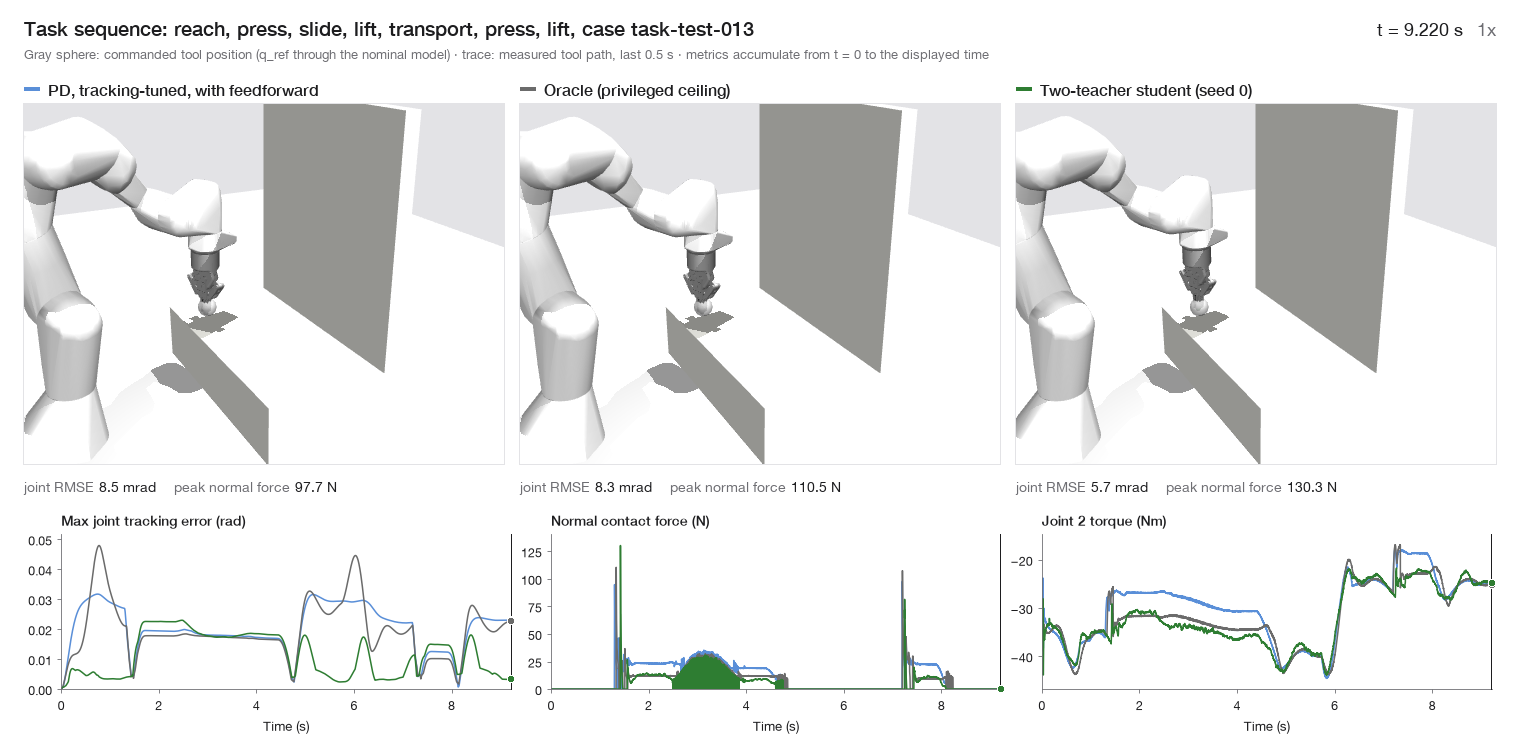 Task sequence: reach, press, slide, lift, transport, press, lift, case task-test-013
t = 9.220 s 1x
Gray sphere: commanded tool position (q_ref through the nominal model) · trace: measured tool path, last 0.5 s · metrics accumulate from t = 0 to the displayed time
PD, tracking-tuned, with feedforward
Oracle (privileged ceiling)
Two-teacher student (seed 0)
joint RMSE 8.5 mrad peak normal force 97.7 N
joint RMSE 8.3 mrad peak normal force 110.5 N
joint RMSE 5.7 mrad peak normal force 130.3 N
Max joint tracking error (rad)
0.05
0.04
0.03
0.02
0.01
0.00
0 2 4 6 8
Time (s)
Normal contact force (N)
125
100
75
50
25
0
0 2 4 6 8
Time (s)
Joint 2 torque (Nm)
−20
−30
−40
0 2 4 6 8
Time (s)